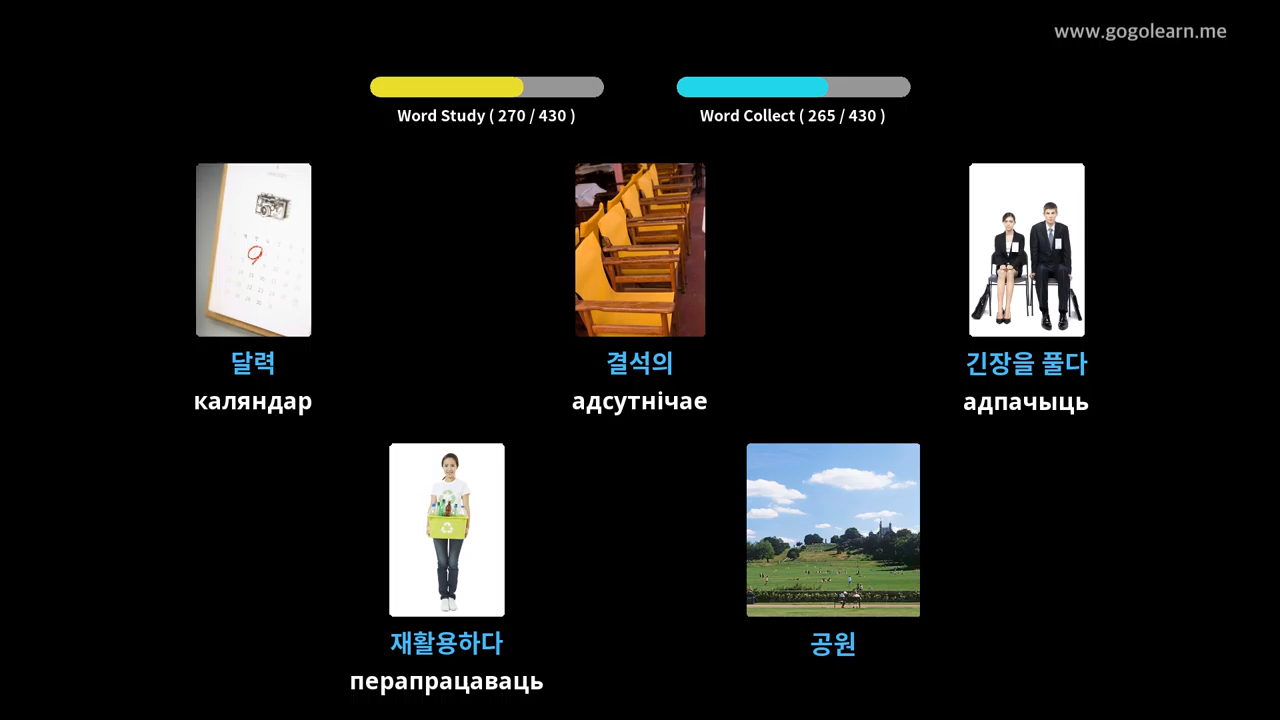 www.gogolearn.me
Word Study ( 270 / 430 )
Word Collect ( 265 / 430 )
달력
каляндар
결석의
адсутнічае
긴장을 풀다
адпачыць
재활용하다
перапрацаваць
공원